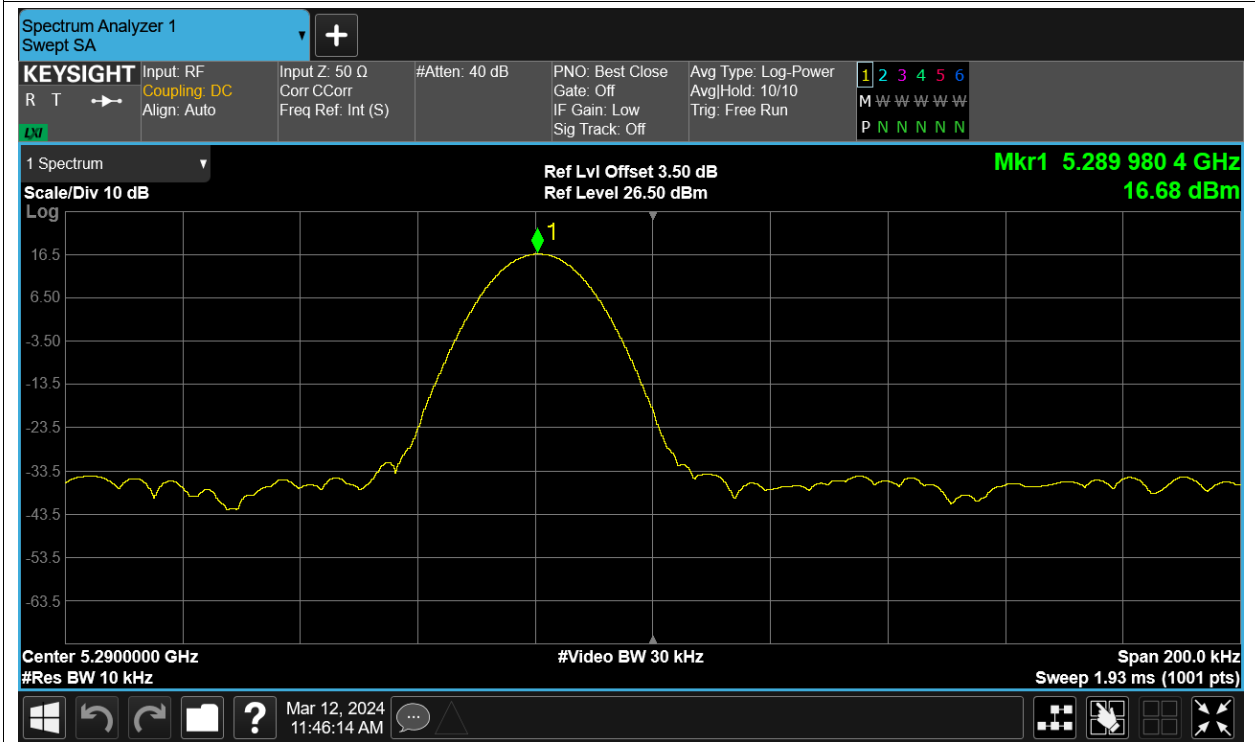 Spectrum Analyzer 1
Swept SA
KEYSIGHT
R T
LXI
Input: RF
Coupling: DC
Align: Auto
Input Z: 50 Ω
Corr CCorr
Freq Ref: Int (S)
#Atten: 40 dB
PNO: Best Close
Gate: Off
IF Gain: Low
Sig Track: Off
Avg Type: Log-Power
Avg|Hold: 10/10
Trig: Free Run
1 2 3 4 5 6
M W W W W W
P N N N N N
1 Spectrum
Scale/Div 10 dB
Log
Ref Lvl Offset 3.50 dB
Ref Level 26.50 dBm
Mkr1 5.289 980 4 GHz
16.68 dBm
1
16.5
6.50
-3.50
-13.5
-23.5
-33.5
-43.5
-53.5
-63.5
Center 5.2900000 GHz
#Res BW 10 kHz
#Video BW 30 kHz
Span 200.0 kHz
Sweep 1.93 ms (1001 pts)
?
Mar 12, 2024
11:46:14 AM